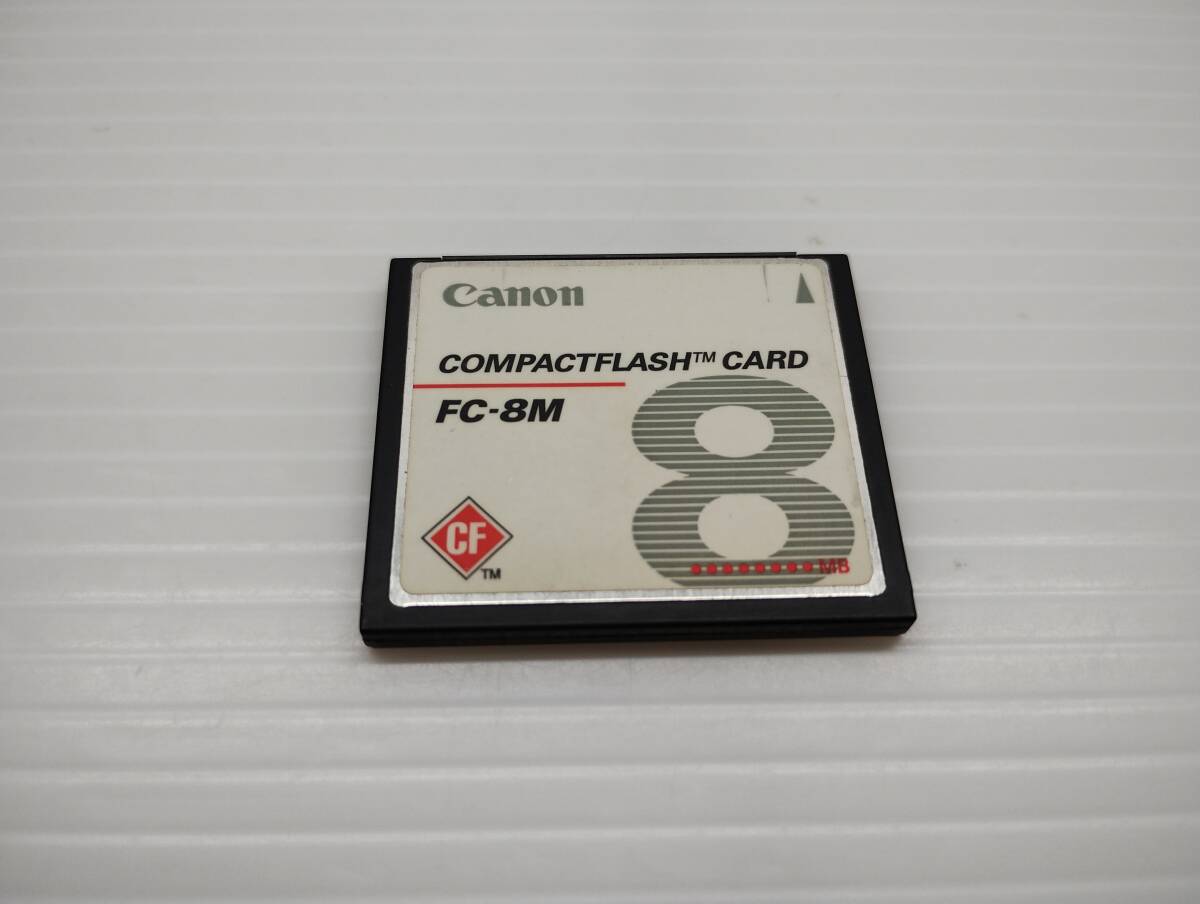 Canon
COMPACTFLASH™ CARD
FC-8M
8
CF
TM
MB